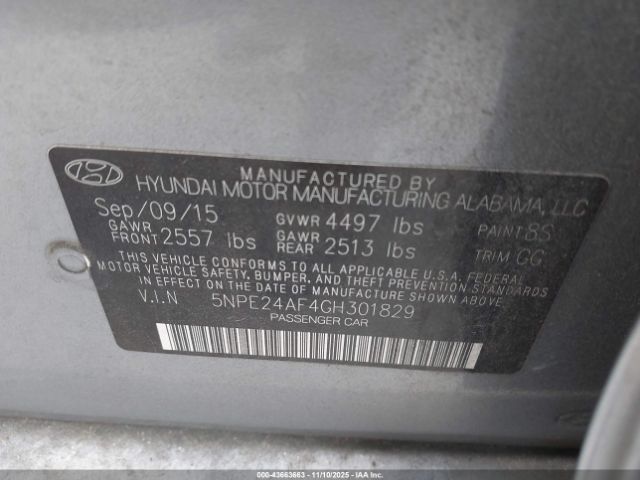 MANUFACTURED BY
HYUNDAI MOTOR MANUFACTURING ALABAMA, LLC
Sep/09/15 GVWR 4497 lbs PAINT 8S
GAWR FRONT 2557 lbs GAWR REAR 2513 lbs TRIM GG
THIS VEHICLE CONFORMS TO ALL APPLICABLE U.S.A. FEDERAL
MOTOR VEHICLE SAFETY, BUMPER, AND THEFT PREVENTION STANDARDS
IN EFFECT ON THE DATE OF MANUFACTURE SHOWN ABOVE.
V.I.N 5NPE24AF4GH301829
PASSENGER CAR
© IAA - 43663663 - 11/10/2025 - IAAI.COM ©